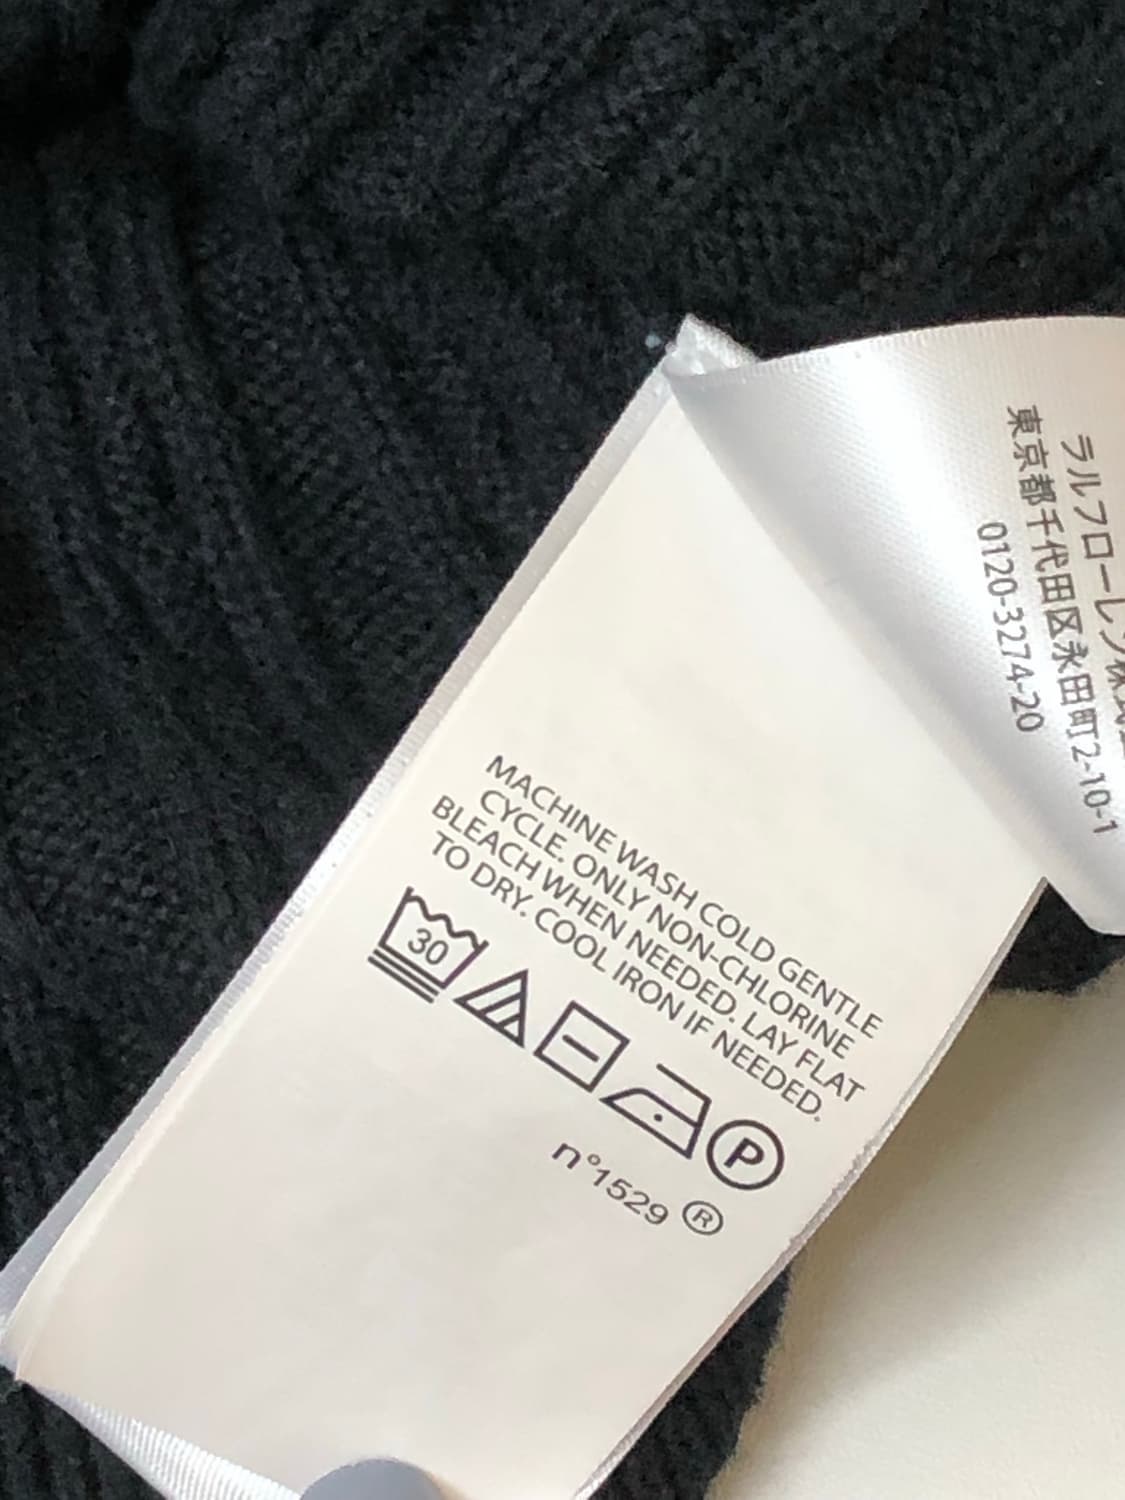 MACHINE WASH COLD GENTLE
CYCLE. ONLY NON-CHLORINE
BLEACH WHEN NEEDED. LAY FLAT
TO DRY. COOL IRON IF NEEDED.
30
P
n°1529 ®
ラルフローレン株式
東京都千代田区永田町2-10-1
0120-3274-20